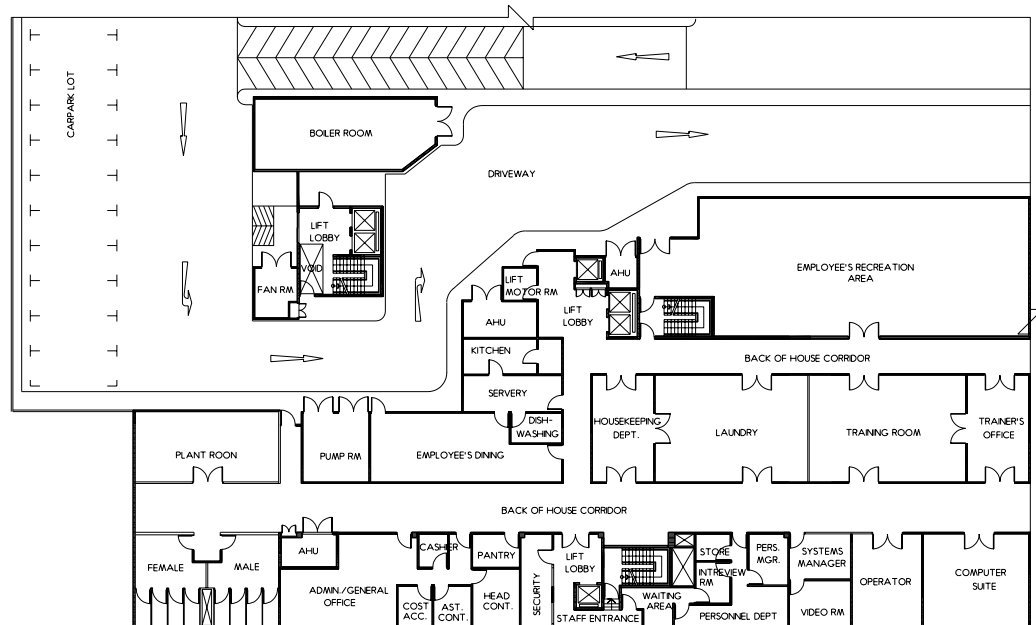 CARPARK LOT
BOILER ROOM
DRIVEWAY
LIFT
LOBBY
VOID
FAN RM
EMPLOYEE'S RECREATION
AREA
AHU
LIFT
MOTOR RM
LIFT
LOBBY
AHU
KITCHEN
BACK OF HOUSE CORRIDOR
SERVERY
DISH-
WASHING
HOUSEKEEPING
DEPT.
LAUNDRY
TRAINING ROOM
TRAINER'S
OFFICE
PLANT ROON
PUMP RM
EMPLOYEE'S DINING
BACK OF HOUSE CORRIDOR
AHU
CASHIER
PANTRY
LIFT
LOBBY
STORE
PERS.
MGR.
SYSTEMS
MANAGER
FEMALE
MALE
INTREVIEW
RM
COMPUTER
SUITE
OPERATOR
ADMIN./GENERAL
OFFICE
HEAD
CONT.
SECURITY
WAITING
AREA
COST
ACC.
AST.
CONT.
STAFF ENTRANCE
PERSONNEL DEPT
VIDEO RM